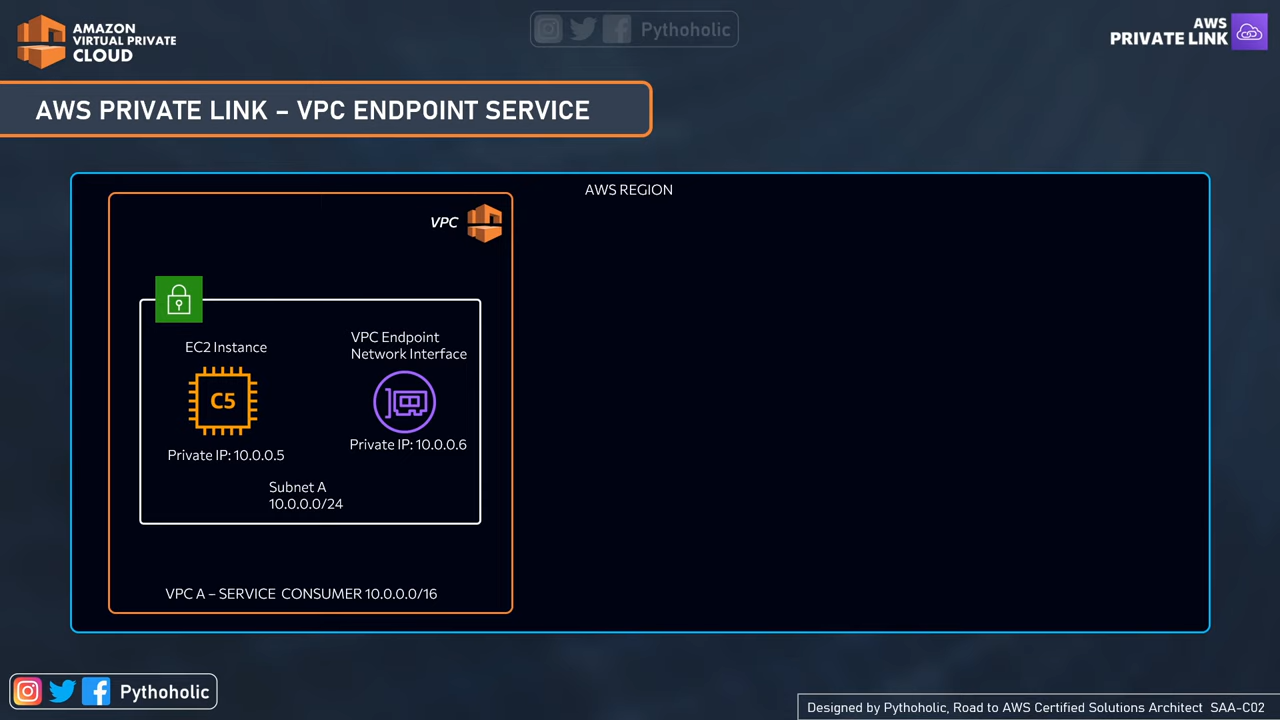 AMAZON
VIRTUAL PRIVATE
CLOUD
Pythoholic
AWS
PRIVATE LINK
AWS PRIVATE LINK – VPC ENDPOINT SERVICE
AWS REGION
VPC
EC2 Instance
C5
Private IP: 10.0.0.5
VPC Endpoint
Network Interface
Private IP: 10.0.0.6
Subnet A
10.0.0.0/24
VPC A – SERVICE CONSUMER 10.0.0.0/16
Pythoholic
Designed by Pythoholic, Road to AWS Certified Solutions Architect SAA-C02